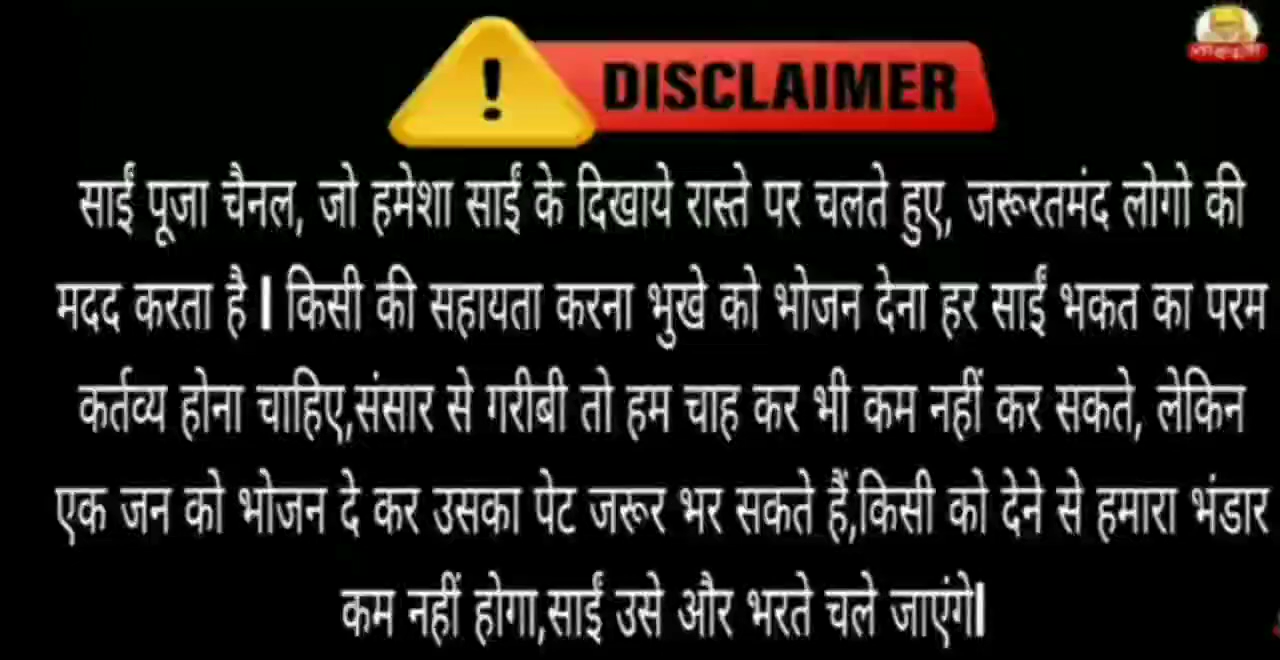 DISCLAIMER
साईं पूजा चैनल, जो हमेशा साईं के दिखाये रास्ते पर चलते हुए, जरूरतमंद लोगो की
मदद करता है l किसी की सहायता करना भुखे को भोजन देना हर साईं भकत का परम
कर्तव्य होना चाहिए,संसार से गरीबी तो हम चाह कर भी कम नहीं कर सकते, लेकिन
एक जन को भोजन दे कर उसका पेट जरूर भर सकते हैं,किसी को देने से हमारा भंडार
कम नहीं होगा,साईं उसे और भरते चले जाएंगेl